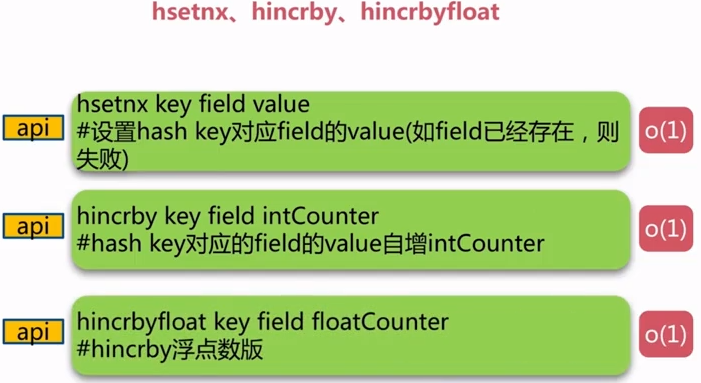 hsetnx、hincrby、hincrbyfloat
api
hsetnx key field value
#设置hash key对应field的value(如field已经存在，则
失败)
o(1)
api
hincrby key field intCounter
#hash key对应的field的value自增intCounter
o(1)
api
hincrbyfloat key field floatCounter
#hincrby浮点数版
o(1)